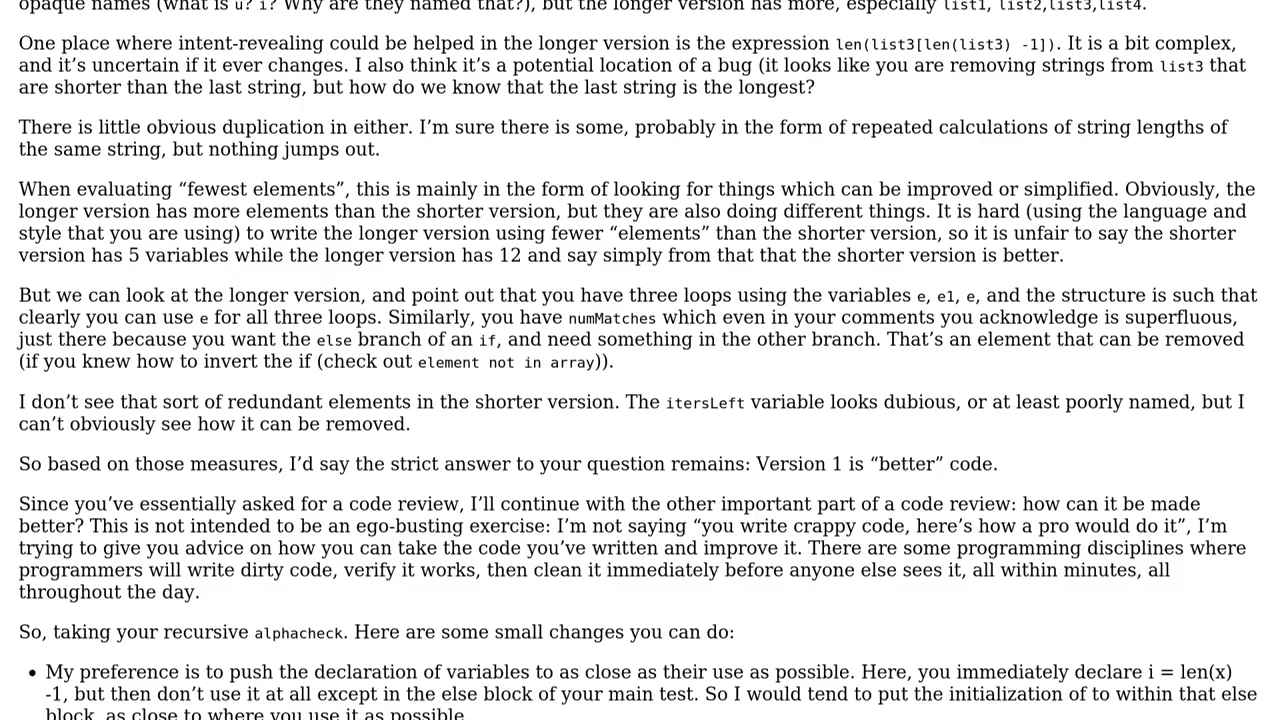 opaque names (what is u? i? Why are they named that?), but the longer version has more, especially list1, list2,list3,list4.
One place where intent-revealing could be helped in the longer version is the expression len(list3[len(list3) -1]). It is a bit complex,
and it’s uncertain if it ever changes. I also think it’s a potential location of a bug (it looks like you are removing strings from list3 that
are shorter than the last string, but how do we know that the last string is the longest?
There is little obvious duplication in either. I’m sure there is some, probably in the form of repeated calculations of string lengths of
the same string, but nothing jumps out.
When evaluating “fewest elements”, this is mainly in the form of looking for things which can be improved or simplified. Obviously, the
longer version has more elements than the shorter version, but they are also doing different things. It is hard (using the language and
style that you are using) to write the longer version using fewer “elements” than the shorter version, so it is unfair to say the shorter
version has 5 variables while the longer version has 12 and say simply from that that the shorter version is better.
But we can look at the longer version, and point out that you have three loops using the variables e, e1, e, and the structure is such that
clearly you can use e for all three loops. Similarly, you have numMatches which even in your comments you acknowledge is superfluous,
just there because you want the else branch of an if, and need something in the other branch. That’s an element that can be removed
(if you knew how to invert the if (check out element not in array)).
I don’t see that sort of redundant elements in the shorter version. The itersLeft variable looks dubious, or at least poorly named, but I
can’t obviously see how it can be removed.
So based on those measures, I’d say the strict answer to your question remains: Version 1 is “better” code.
Since you’ve essentially asked for a code review, I’ll continue with the other important part of a code review: how can it be made
better? This is not intended to be an ego-busting exercise: I’m not saying “you write crappy code, here’s how a pro would do it”, I’m
trying to give you advice on how you can take the code you’ve written and improve it. There are some programming disciplines where
programmers will write dirty code, verify it works, then clean it immediately before anyone else sees it, all within minutes, all
throughout the day.
So, taking your recursive alphacheck. Here are some small changes you can do:
• My preference is to push the declaration of variables to as close as their use as possible. Here, you immediately declare i = len(x)
-1, but then don’t use it at all except in the else block of your main test. So I would tend to put the initialization of to within that else
block, as close to where you use it as possible.